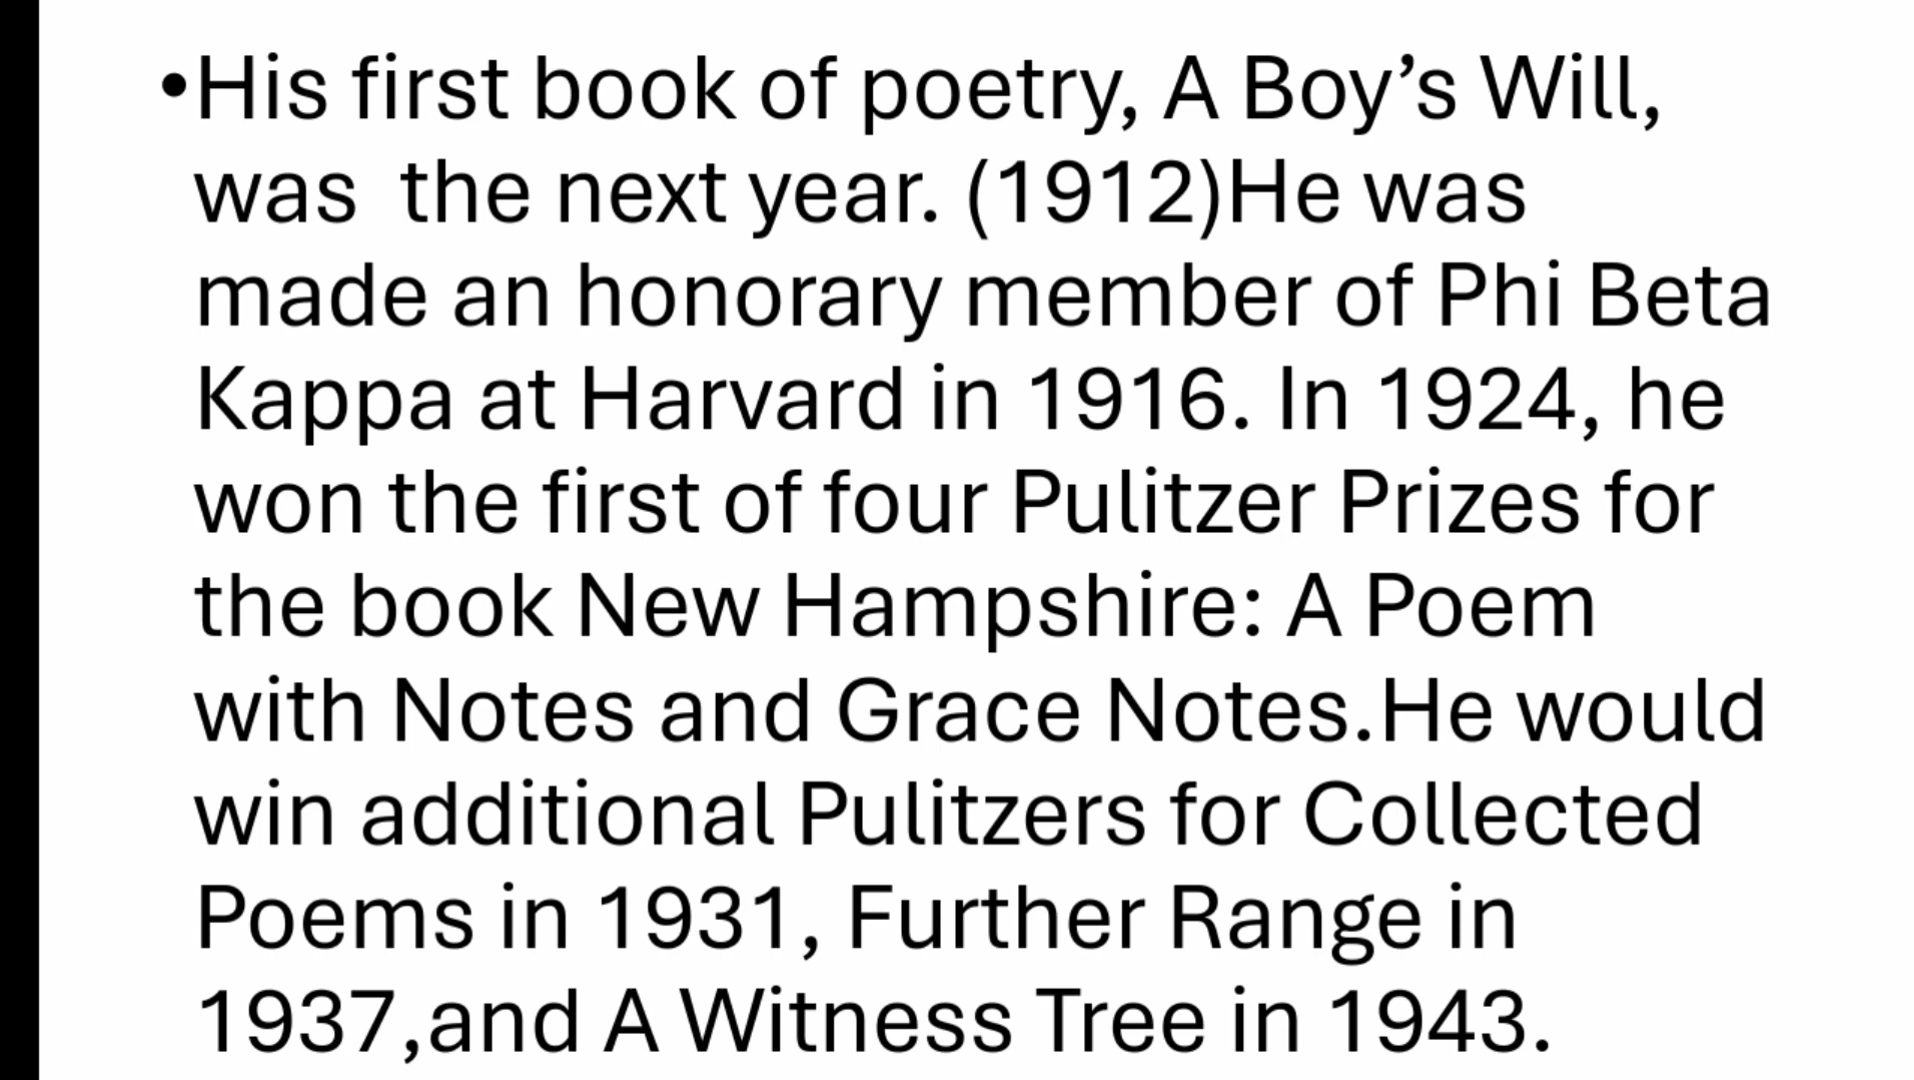 •His first book of poetry, A Boy’s Will,
was  the next year. (1912)He was
made an honorary member of Phi Beta
Kappa at Harvard in 1916. In 1924, he
won the first of four Pulitzer Prizes for
the book New Hampshire: A Poem
with Notes and Grace Notes.He would
win additional Pulitzers for Collected
Poems in 1931, Further Range in
1937,and A Witness Tree in 1943.